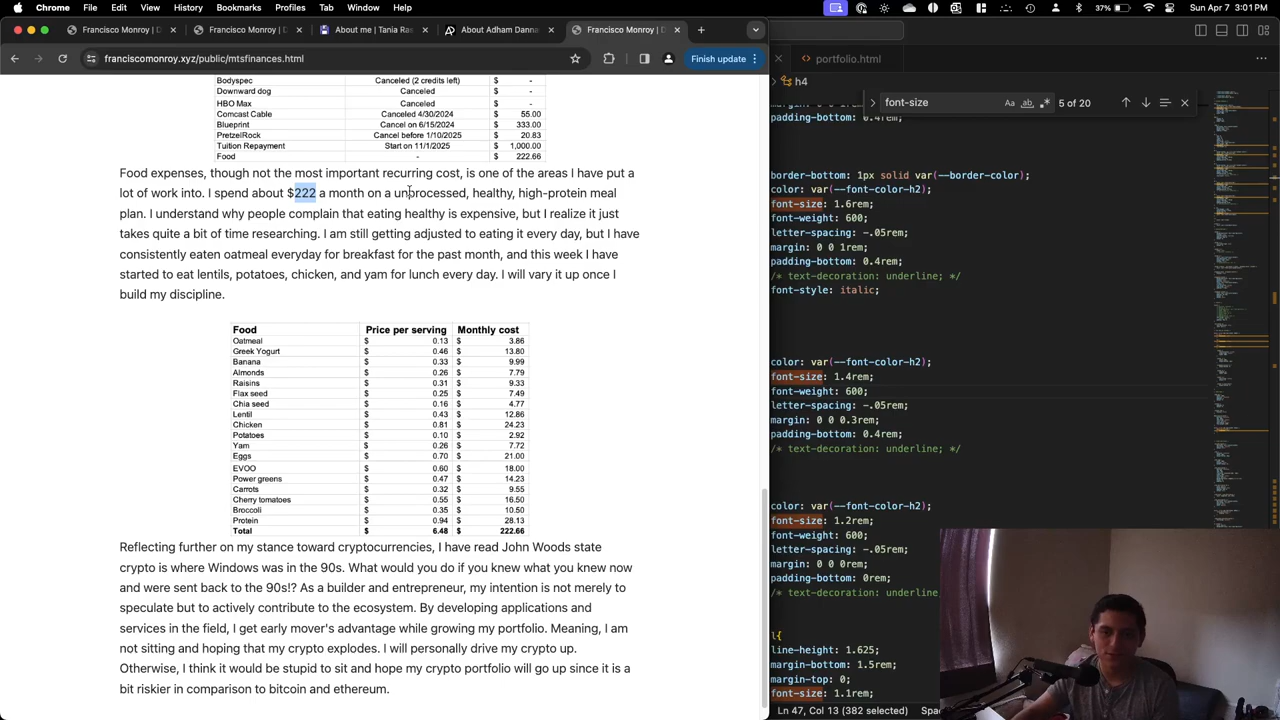 Chrome File Edit View History Bookmarks Profiles Tab Window Help 37% Sun Apr 7 3:01 PM
Francisco Monroy | D Francisco Monroy | D About me | Tania Ras About Adham Danna Francisco Monroy | D
franciscomonroy.xyz/public/mtsfinances.html Finish update
portfolio.html
h4
font-size Aa ab 5 of 20
Bodyspec Canceled (2 credits left) $ -
Downward dog Canceled $ -
HBO Max Canceled $ -
Comcast Cable Canceled 4/30/2024 $ 55.00
Blueprint Cancel on 6/15/2024 $ 333.00
PretzelRock Cancel before 1/10/2025 $ 20.83
Tuition Repayment Start on 11/1/2025 $ 1,000.00
Food - $ 222.66
Food expenses, though not the most important recurring cost, is one of the areas I have put a
lot of work into. I spend about $222 a month on a unprocessed, healthy, high-protein meal
plan. I understand why people complain that eating healthy is expensive, but I realize it just
takes quite a bit of time researching. I am still getting adjusted to eating it every day, but I have
consistently eaten oatmeal everyday for breakfast for the past month, and this week I have
started to eat lentils, potatoes, chicken, and yam for lunch every day. I will vary it up once I
build my discipline.
Food Price per serving Monthly cost
Oatmeal $ 0.13 $ 3.86
Greek Yogurt $ 0.46 $ 13.80
Banana $ 0.33 $ 9.99
Almonds $ 0.26 $ 7.79
Raisins $ 0.31 $ 9.33
Flax seed $ 0.25 $ 7.49
Chia seed $ 0.16 $ 4.77
Lentil $ 0.43 $ 12.86
Chicken $ 0.81 $ 24.23
Potatoes $ 0.10 $ 2.92
Yam $ 0.26 $ 7.72
Eggs $ 0.70 $ 21.00
EVOO $ 0.60 $ 18.00
Power greens $ 0.47 $ 14.23
Carrots $ 0.32 $ 9.55
Cherry tomatoes $ 0.55 $ 16.50
Broccoli $ 0.35 $ 10.50
Protein $ 0.94 $ 28.13
Total $ 6.48 $ 222.66
Reflecting further on my stance toward cryptocurrencies, I have read John Woods state
crypto is where Windows was in the 90s. What would you do if you knew what you knew now
and were sent back to the 90s!? As a builder and entrepreneur, my intention is not merely to
speculate but to actively contribute to the ecosystem. By developing applications and
services in the field, I get early mover's advantage while growing my portfolio. Meaning, I am
not sitting and hoping that my crypto explodes. I will personally drive my crypto up.
Otherwise, I think it would be stupid to sit and hope my crypto portfolio will go up since it is a
bit riskier in comparison to bitcoin and ethereum.
padding-bottom: 0.4rem;
border-bottom: 1px solid var(--border-color);
color: var(--font-color-h2);
font-size: 1.6rem;
font-weight: 600;
letter-spacing: -.05rem;
margin: 0 0 1rem;
padding-bottom: 0.4rem;
/* text-decoration: underline; */
font-style: italic;
color: var(--font-color-h2);
font-size: 1.4rem;
font-weight: 600;
letter-spacing: -.05rem;
margin: 0 0 0.3rem;
padding-bottom: 0.4rem;
/* text-decoration: underline; */
color: var(--font-color-h2);
font-size: 1.2rem;
font-weight: 600;
letter-spacing: -.05rem;
margin: 0 0 0rem;
padding-bottom: 0rem;
/* text-decoration: underline;
l{
line-height: 1.625;
margin-bottom: 1.5rem;
margin-top: 0;
font-size: 1.1rem;
Ln 47, Col 13 (382 selected) Spac